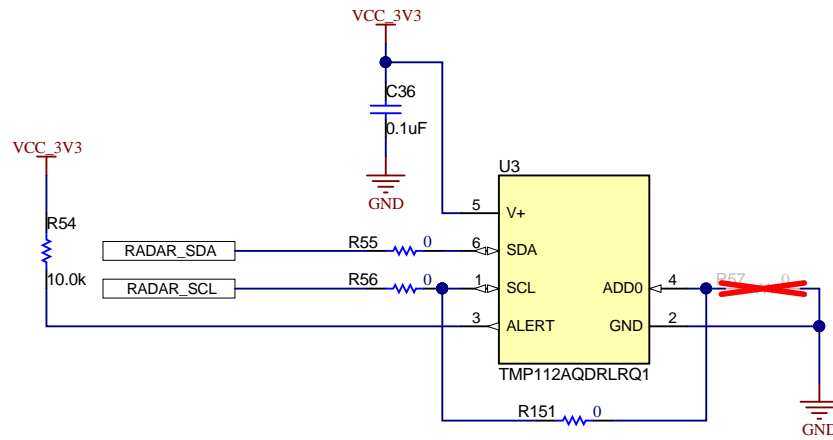 VCC_3V3
C36
0.1uF
GND
VCC_3V3
R54
10.0k
RADAR_SDA
RADAR_SCL
R55 0
R56 0
U3
5 V+
6 SDA
1 SCL
3 ALERT
ADD0 4
GND 2
TMP112AQDRLRQ1
R57 0
R151 0
GND